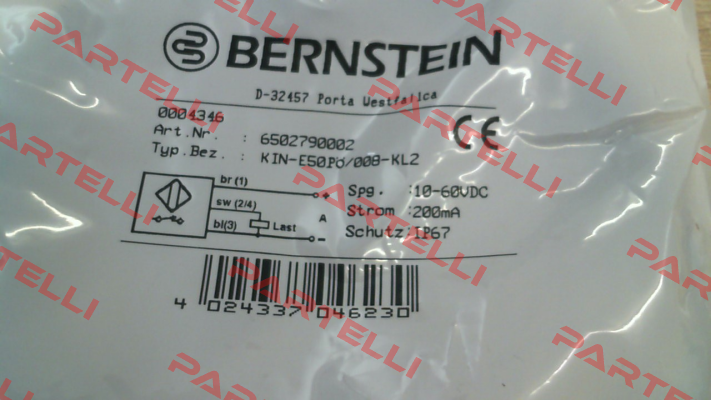 BERNSTEIN
D-32457 Porta Westfalica
0004346
Art.Nr. : 6502790002
Typ.Bez. : KIN-E50PÖ/008-KL2
CE
br (1)
+
Spg. :10-60VDC
sw (2/4)
A
Strom :200mA
bl(3)
Last
-
Schutz:IP67
4 024337 046230
PARTELLI
PARTELLI
PARTELLI
PARTELLI
PARTELLI
PARTELLI
PARTELLI
PARTELLI